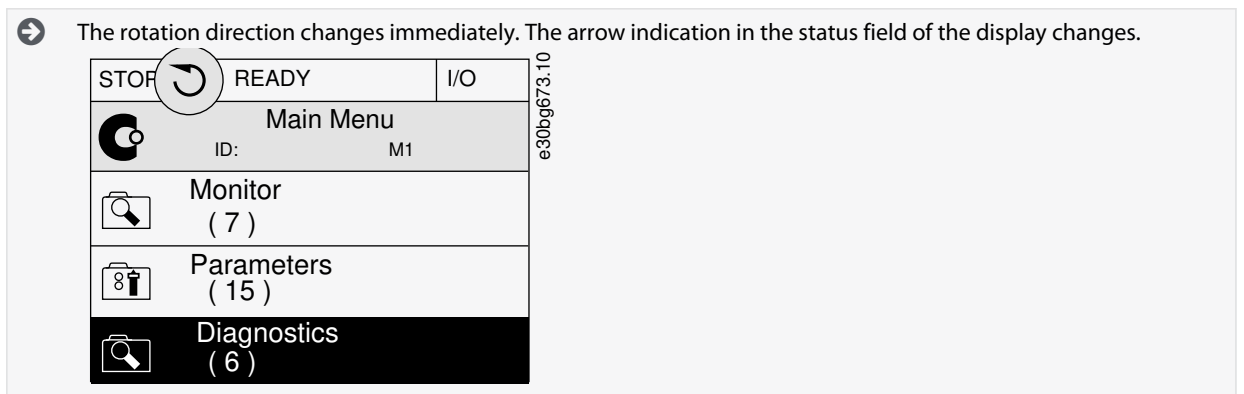 The rotation direction changes immediately. The arrow indication in the status field of the display changes.
STOP READY I/O
Main Menu
ID: M1
Monitor
( 7 )
Parameters
( 15 )
Diagnostics
( 6 )
e30bg673.10